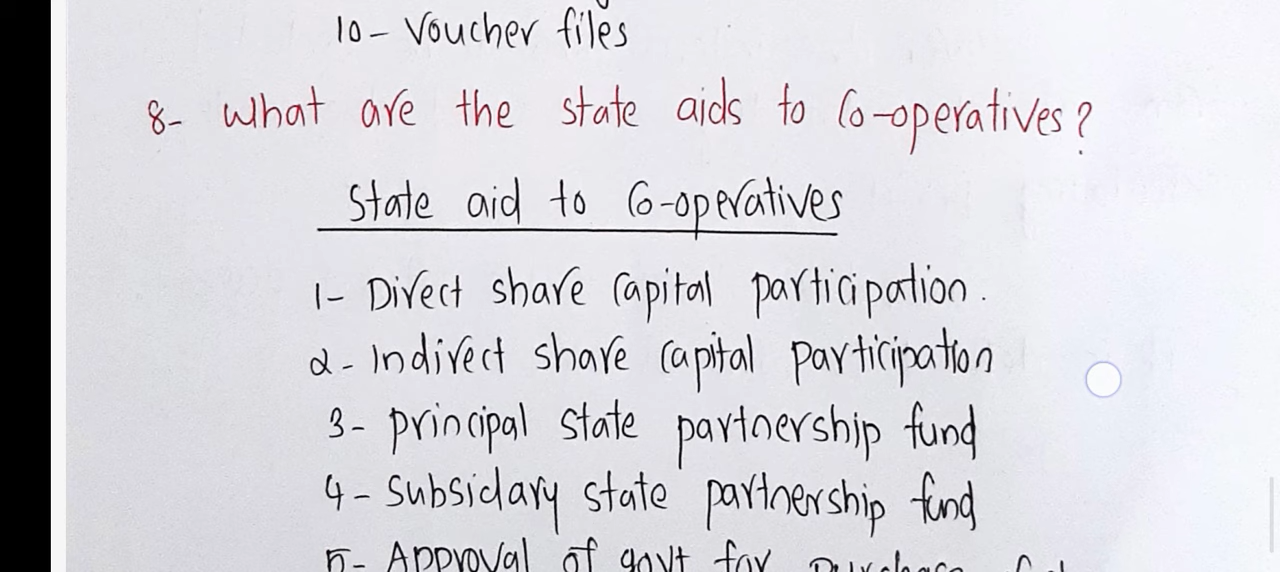 10- Voucher files
8- What are the state aids to Co-operatives?
State aid to Co-operatives
1- Direct share capital participation.
2- Indirect share capital participation
3- principal state partnership fund
4- Subsidary state partnership fund
5- Approval of govt for purchase of